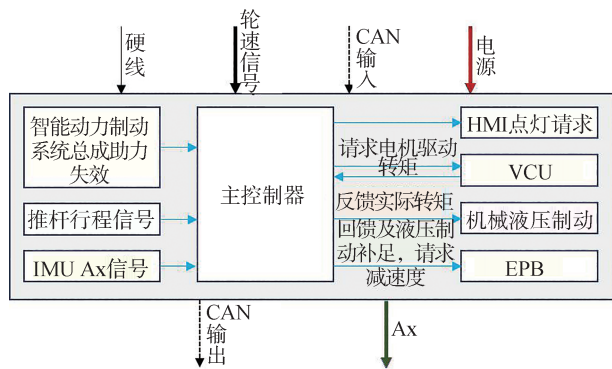 硬线
轮速信号
CAN
输入
电源
智能动力制动
系统总成助力
失效
推杆行程信号
IMU Ax信号
主控制器
请求电机驱动
转矩
反馈实际转矩
回馈及液压制
动补足，请求
减速度
HMI点灯请求
VCU
机械液压制动
EPB
CAN
输出
Ax